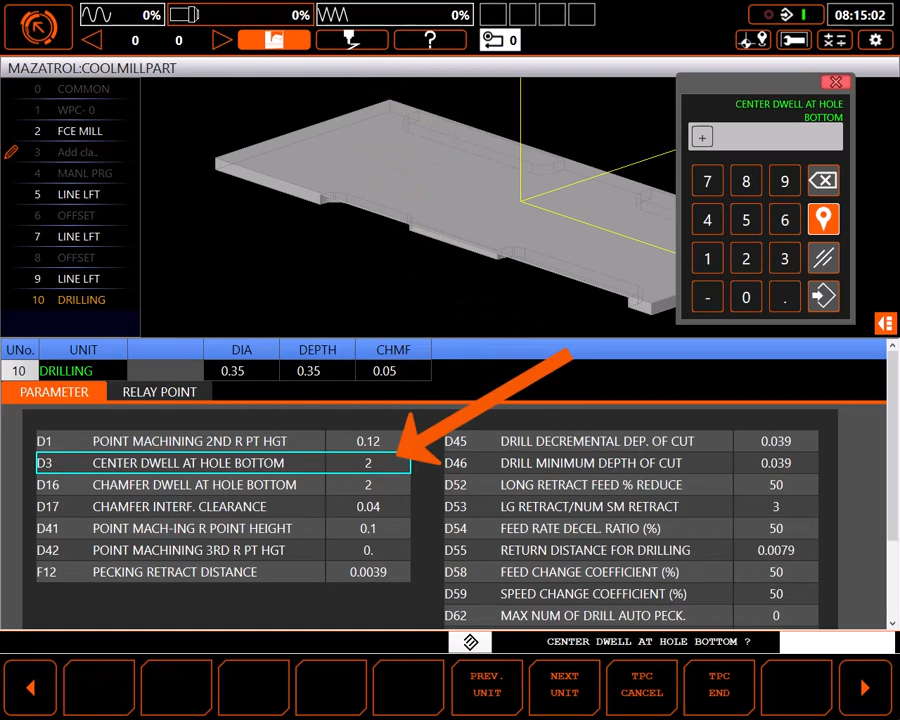 0% 0% 0% 08:15:02
0 0 ? 0
MAZATROL:COOLMILLPART
0 COMMON
1 WPC- 0
2 FCE MILL
3 Add cla..
4 MANL PRG
5 LINE LFT
6 OFFSET
7 LINE LFT
8 OFFSET
9 LINE LFT
10 DRILLING
CENTER DWELL AT HOLE
BOTTOM
+
7 8 9
4 5 6
1 2 3
- 0 .
UNo. UNIT DIA DEPTH CHMF
10 DRILLING 0.35 0.35 0.05
PARAMETER RELAY POINT
D1 POINT MACHINING 2ND R PT HGT 0.12
D3 CENTER DWELL AT HOLE BOTTOM 2
D16 CHAMFER DWELL AT HOLE BOTTOM 2
D17 CHAMFER INTERF. CLEARANCE 0.04
D41 POINT MACH-ING R POINT HEIGHT 0.1
D42 POINT MACHINING 3RD R PT HGT 0.
F12 PECKING RETRACT DISTANCE 0.0039
D45 DRILL DECREMENTAL DEP. OF CUT 0.039
D46 DRILL MINIMUM DEPTH OF CUT 0.039
D52 LONG RETRACT FEED % REDUCE 50
D53 LG RETRACT/NUM SM RETRACT 3
D54 FEED RATE DECEL. RATIO (%) 50
D55 RETURN DISTANCE FOR DRILLING 0.0079
D58 FEED CHANGE COEFFICIENT (%) 50
D59 SPEED CHANGE COEFFICIENT (%) 50
D62 MAX NUM OF DRILL AUTO PECK. 0
CENTER DWELL AT HOLE BOTTOM ?
PREV.
UNIT
NEXT
UNIT
TPC
CANCEL
TPC
END